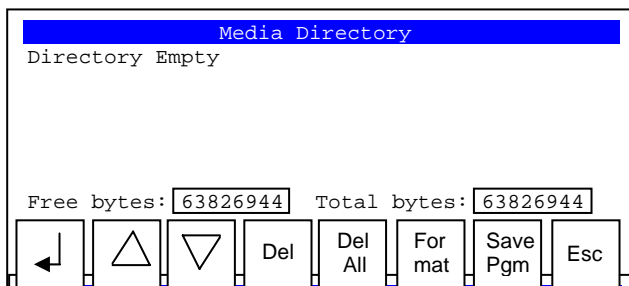 Media Directory
Directory Empty
Free bytes: 63826944 Total bytes: 63826944
Del
Del
All
For
mat
Save
Pgm
Esc